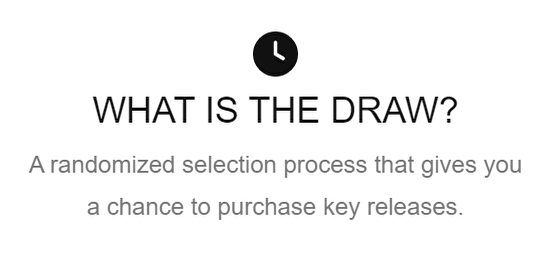 WHAT IS THE DRAW?
A randomized selection process that gives you
a chance to purchase key releases.